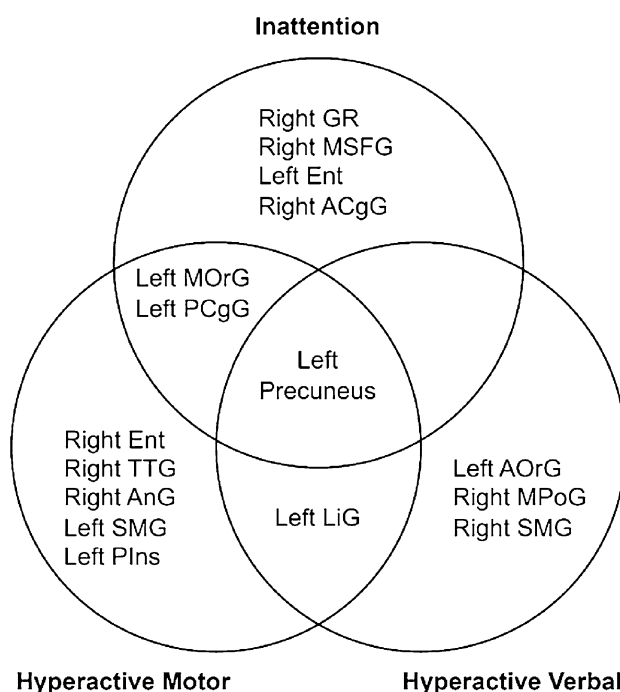 Inattention
Right GR
Right MSFG
Left Ent
Right ACgG
Left MOrG
Left PCgG
Left
Precuneus
Right Ent
Right TTG
Right AnG
Left SMG
Left PIns
Left LiG
Left AOrG
Right MPoG
Right SMG
Hyperactive Motor
Hyperactive Verbal